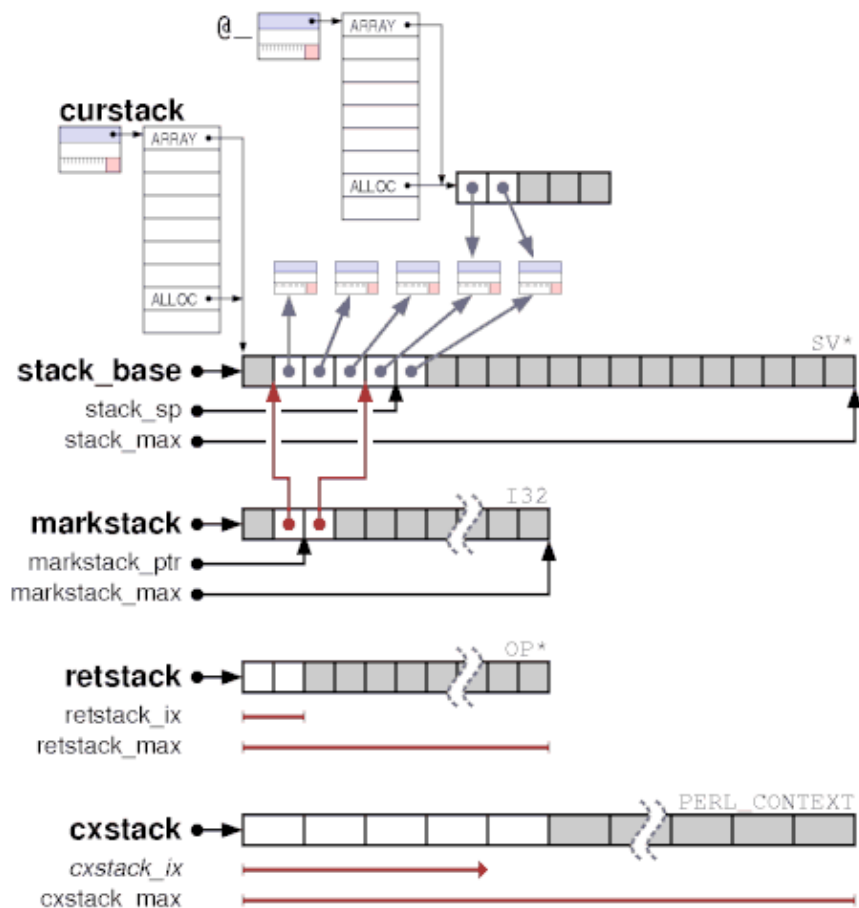 @_
ARRAY
curstack
ARRAY
ALLOC
ALLOC
SV*
stack_base
stack_sp
stack_max
I32
markstack
markstack_ptr
markstack_max
OP*
retstack
retstack_ix
retstack_max
PERL_CONTEXT
cxstack
cxstack_ix
cxstack_max